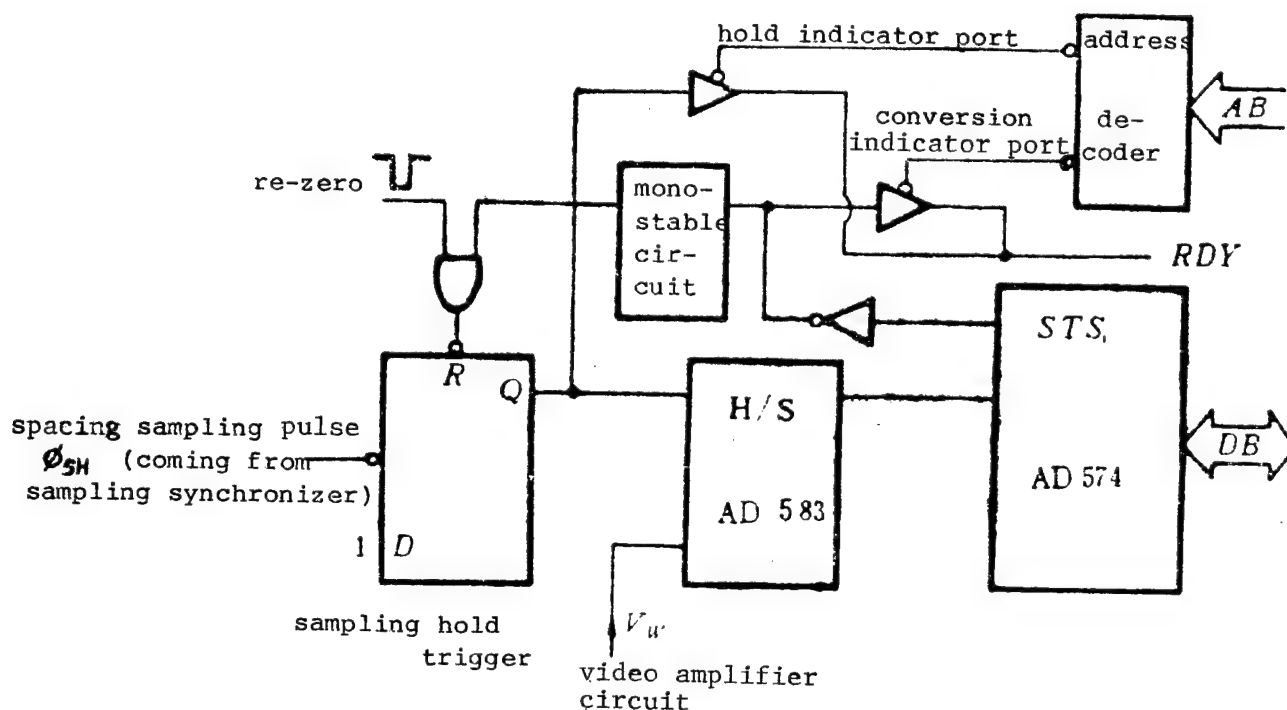 hold indicator port
address
de-
coder
AB
conversion
indicator port
re-zero
mono-
stable
cir-
cuit
RDY
STS
R
Q
H/S
spacing sampling pulse
ØSH (coming from
sampling synchronizer)
DB
AD 574
AD 583
1 D
sampling hold
trigger
Vw
video amplifier
circuit